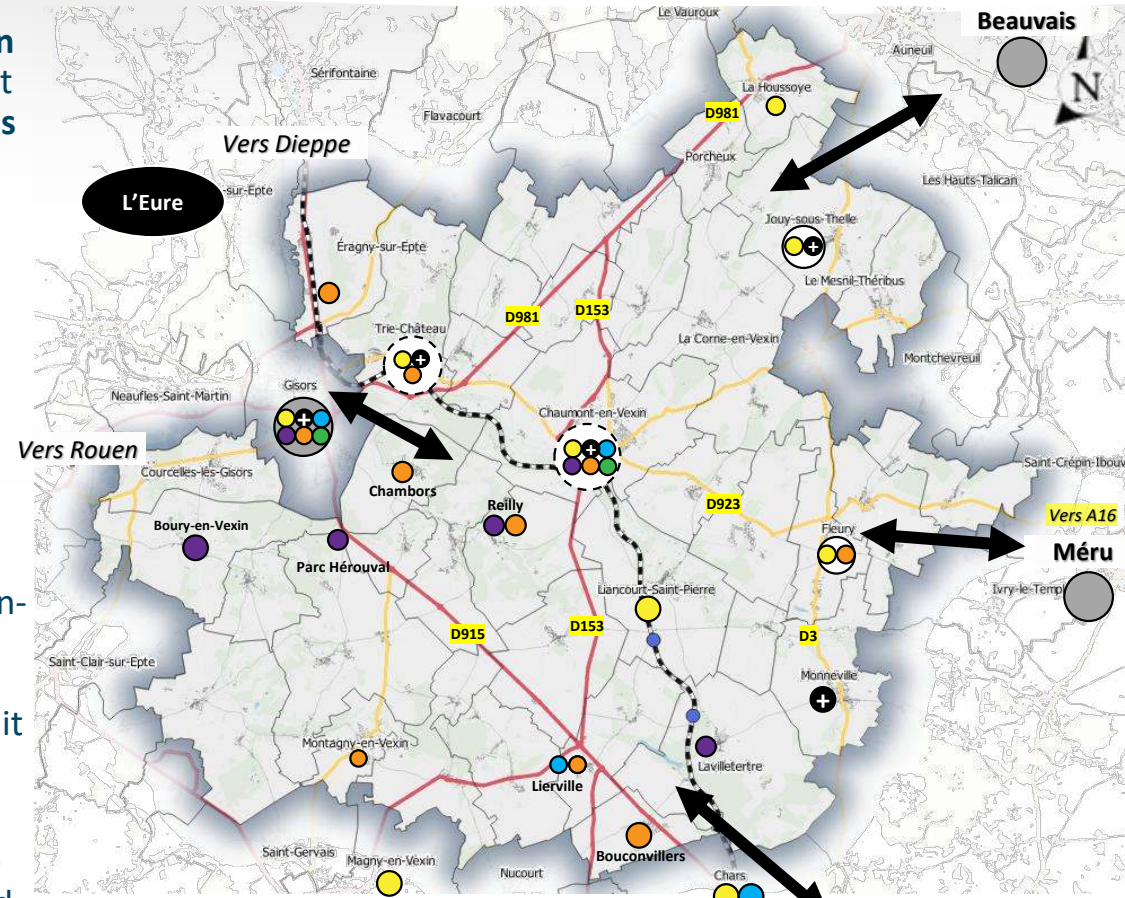 n
Le Vauroux
Beauvais
t
Sérifontaine
Auneuil
N
s
La Houssoye
D981
Flavacourt
Vers Dieppe
Porcheux
Les Hauts-Talican
-sur-Epte
L'Eure
Jouy-sous-Thelle
+
Éragny-sur-Epte
Le Mesnil-Théribus
D981
D153
Trie-Château
+
La Corne-en-Vexin
Montchevreuil
Gisors
Neaufles-Saint-Martin
+
Chaumont-en-Vexin
Vers Rouen
+
Courcelles-lès-Gisors
Saint-Crépin-Ibouv
Chambors
Reilly
D923
Vers A16
Boury-en-Vexin
Fleury
Parc Hérouval
Méru
n-
Liancourt-Saint-Pierre
Ivry-le-Temp
D915
D153
D3
Saint-Clair-sur-Epte
Monneville
+
it
Montagny-en-Vexin
Lavilletertre
Lierville
Saint-Gervais
Magny-en-Vexin
Bouconvillers
Nucourt
Chars